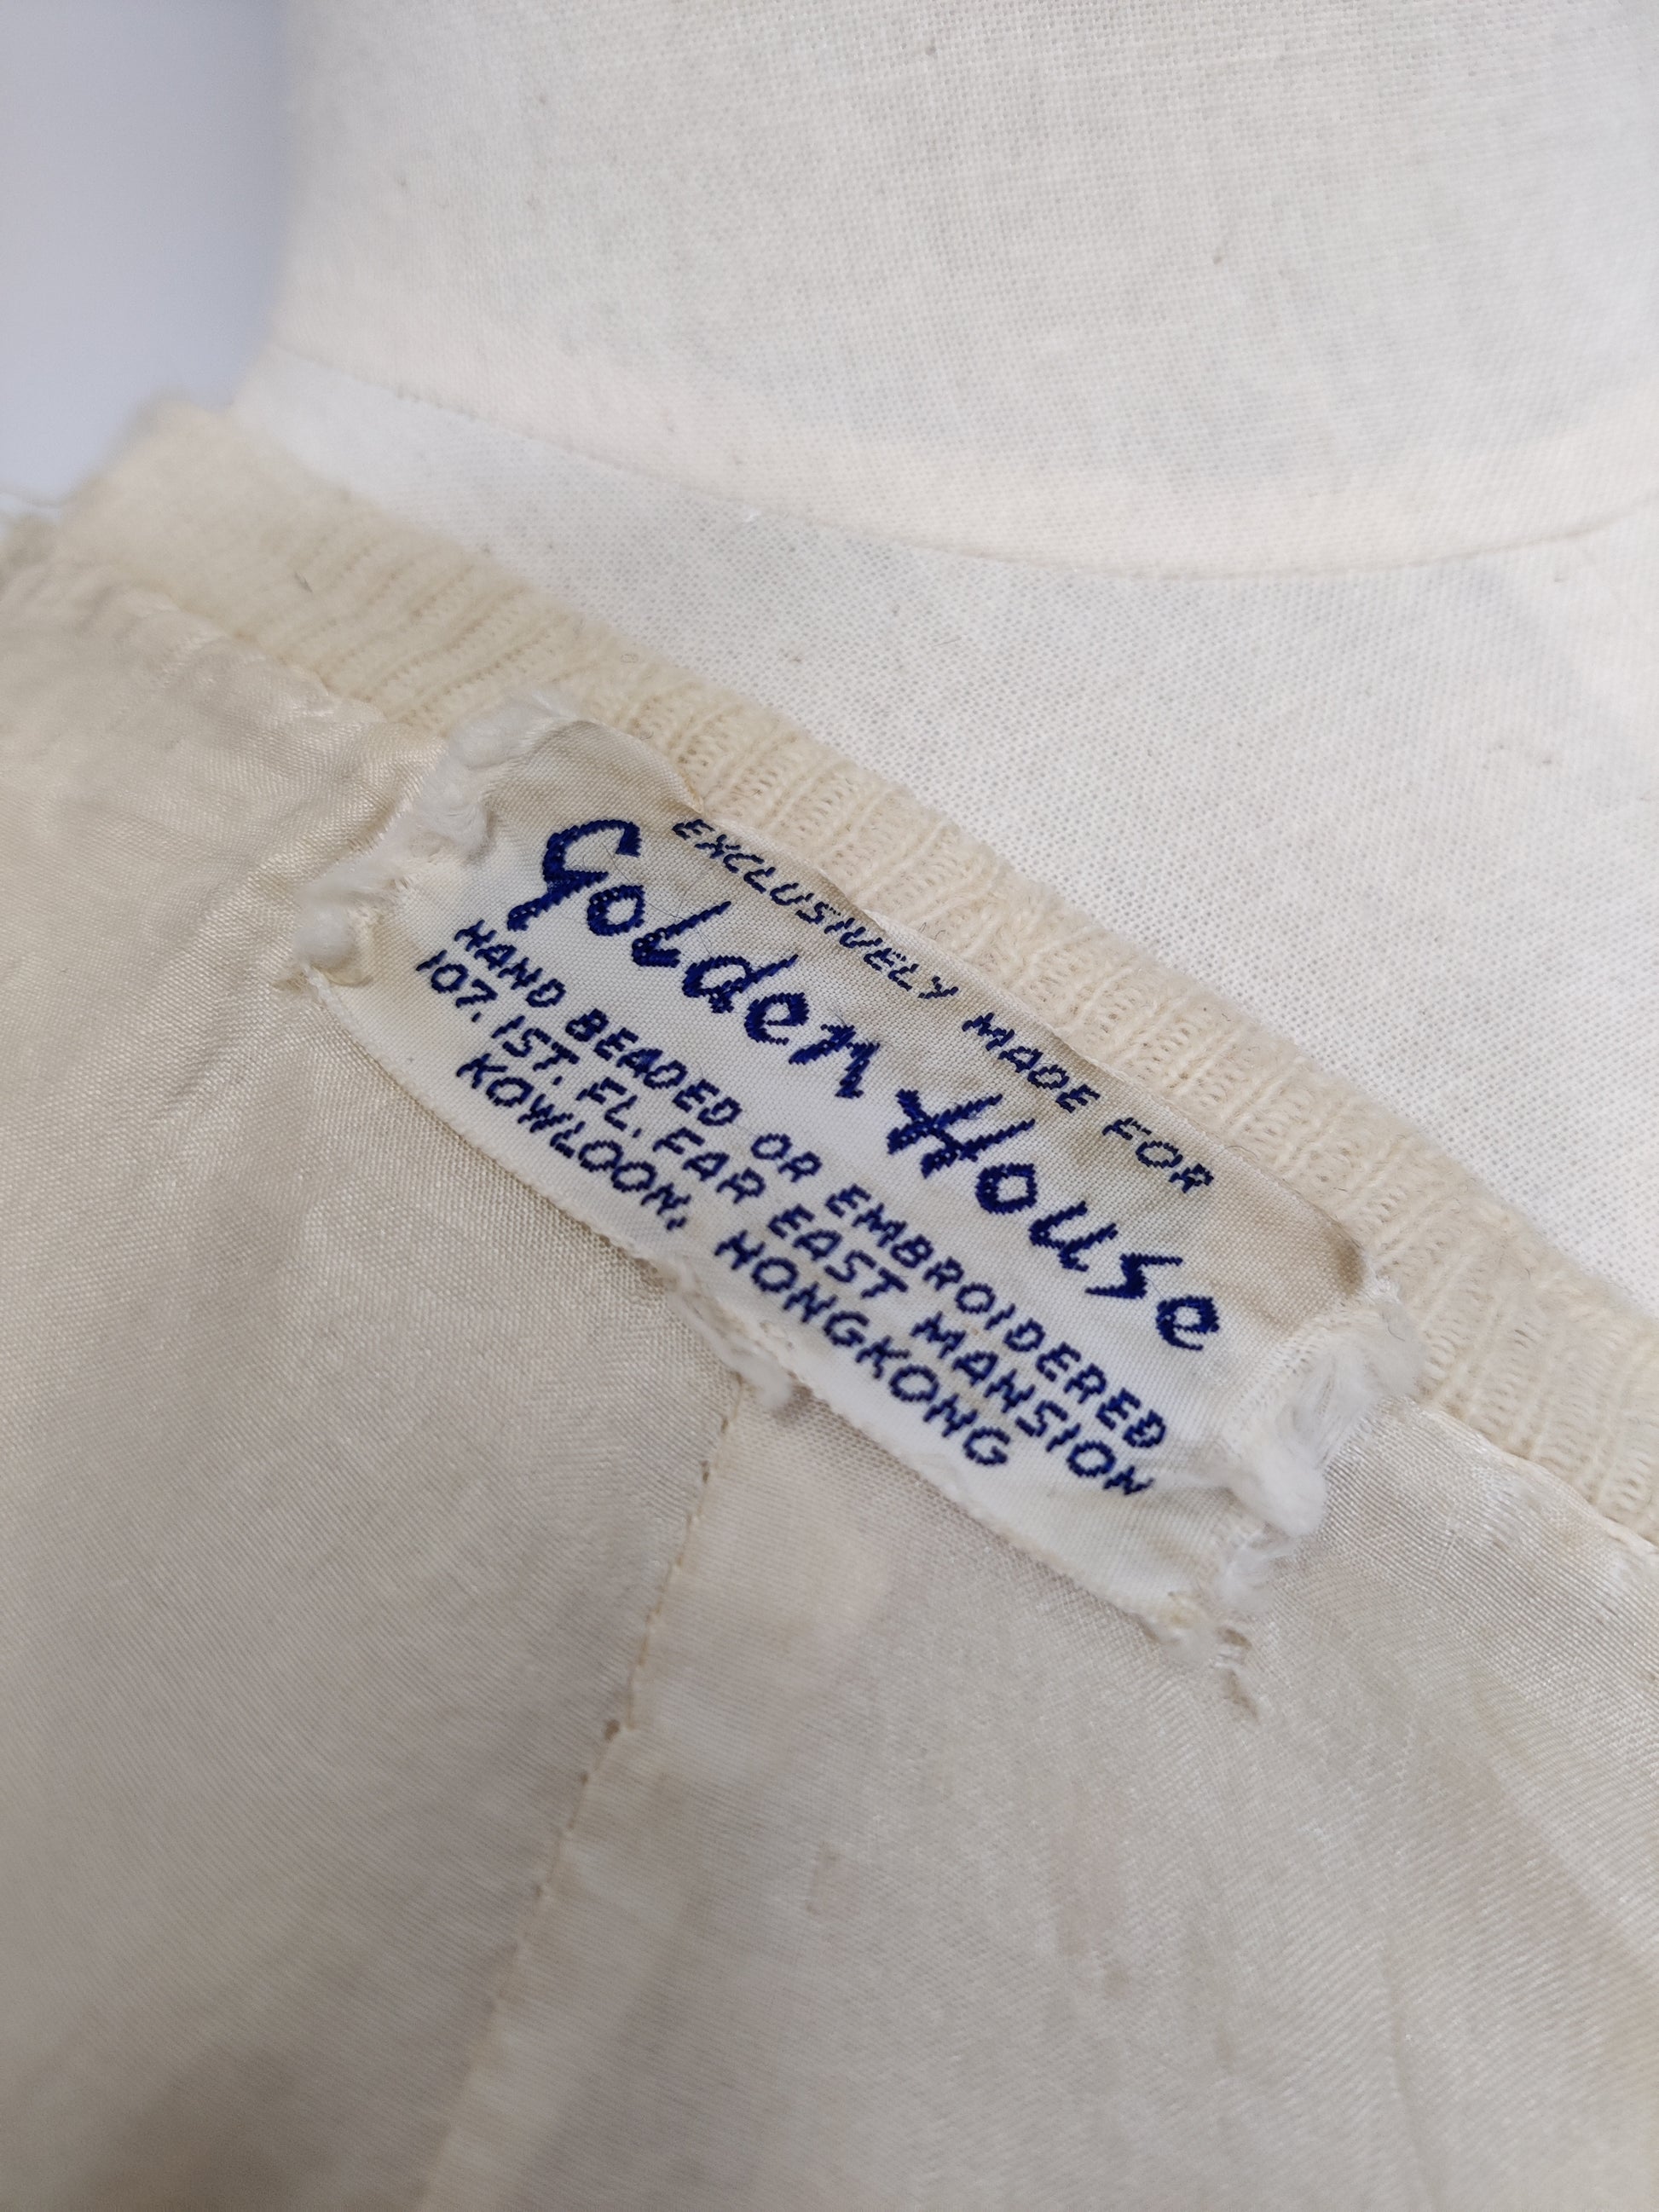 EXCLUSIVELY MADE FOR
Golden House
HAND BEADED OR EMBROIDERED
107, 1ST. FL. FAR EAST MANSION
KOWLOON, HONGKONG